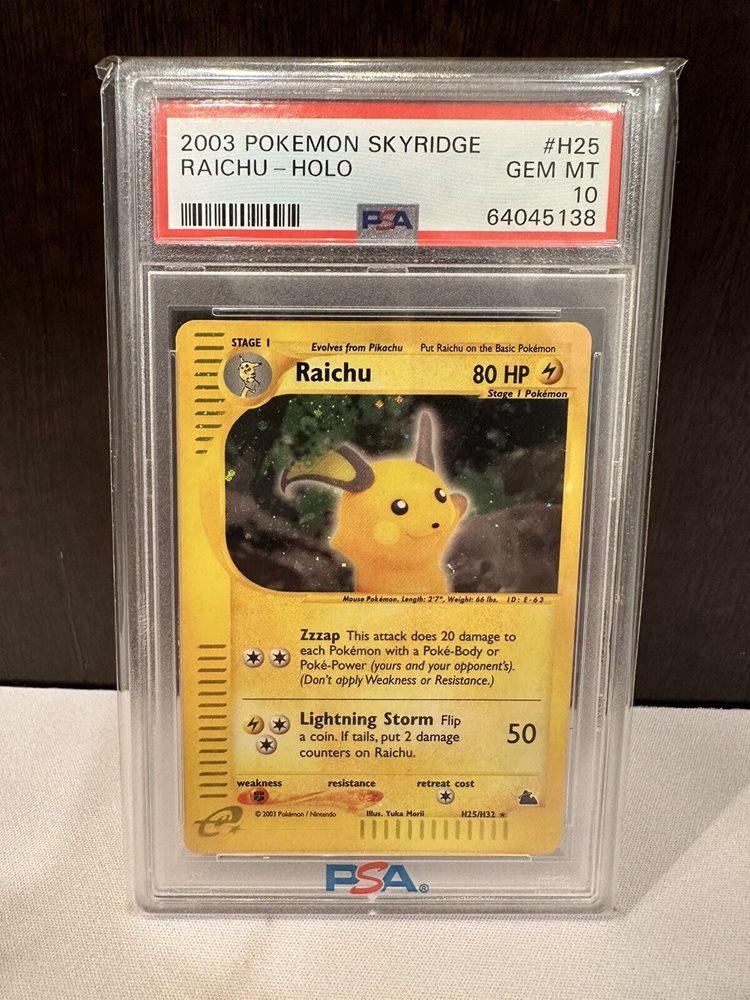 2003 POKEMON SKYRIDGE #H25
RAICHU – HOLO GEM MT
10
PSA 64045138
STAGE 1 Evolves from Pikachu Put Raichu on the Basic Pokémon
Raichu 80 HP
Stage 1 Pokémon
Mouse Pokémon. Length: 2'7", Weight: 66 lbs. ID: E-63
Zzzap This attack does 20 damage to
each Pokémon with a Poké-Body or
Poké-Power (yours and your opponent's).
(Don't apply Weakness or Resistance.)
Lightning Storm Flip
a coin. If tails, put 2 damage 50
counters on Raichu.
weakness resistance retreat cost
© 2003 Pokémon / Nintendo Illus. Yuka Morii H25/H32 ★
e
PSA®